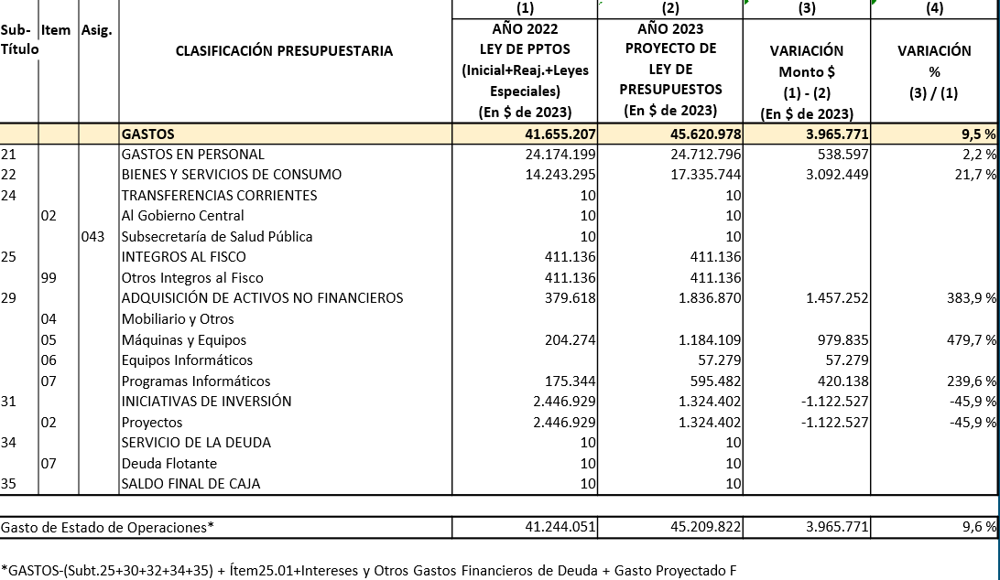 (1) (2) (3) (4)
Sub-Título Item Asig. CLASIFICACIÓN PRESUPUESTARIA AÑO 2022 LEY DE PPTOS (Inicial+Reaj.+Leyes Especiales) (En $ de 2023) AÑO 2023 PROYECTO DE LEY DE PRESUPUESTOS (En $ de 2023) VARIACIÓN Monto $ (1) - (2) (En $ de 2023) VARIACIÓN % (3) / (1)
GASTOS 41.655.207 45.620.978 3.965.771 9,5 %
21 GASTOS EN PERSONAL 24.174.199 24.712.796 538.597 2,2 %
22 BIENES Y SERVICIOS DE CONSUMO 14.243.295 17.335.744 3.092.449 21,7 %
24 TRANSFERENCIAS CORRIENTES 10 10
02 Al Gobierno Central 10 10
043 Subsecretaría de Salud Pública 10 10
25 INTEGROS AL FISCO 411.136 411.136
99 Otros Integros al Fisco 411.136 411.136
29 ADQUISICIÓN DE ACTIVOS NO FINANCIEROS 379.618 1.836.870 1.457.252 383,9 %
04 Mobiliario y Otros
05 Máquinas y Equipos 204.274 1.184.109 979.835 479,7 %
06 Equipos Informáticos 57.279 57.279
07 Programas Informáticos 175.344 595.482 420.138 239,6 %
31 INICIATIVAS DE INVERSIÓN 2.446.929 1.324.402 -1.122.527 -45,9 %
02 Proyectos 2.446.929 1.324.402 -1.122.527 -45,9 %
34 SERVICIO DE LA DEUDA 10 10
07 Deuda Flotante 10 10
35 SALDO FINAL DE CAJA 10 10
Gasto de Estado de Operaciones* 41.244.051 45.209.822 3.965.771 9,6 %
*GASTOS-(Subt.25+30+32+34+35) + Ítem25.01+Intereses y Otros Gastos Financieros de Deuda + Gasto Proyectado F